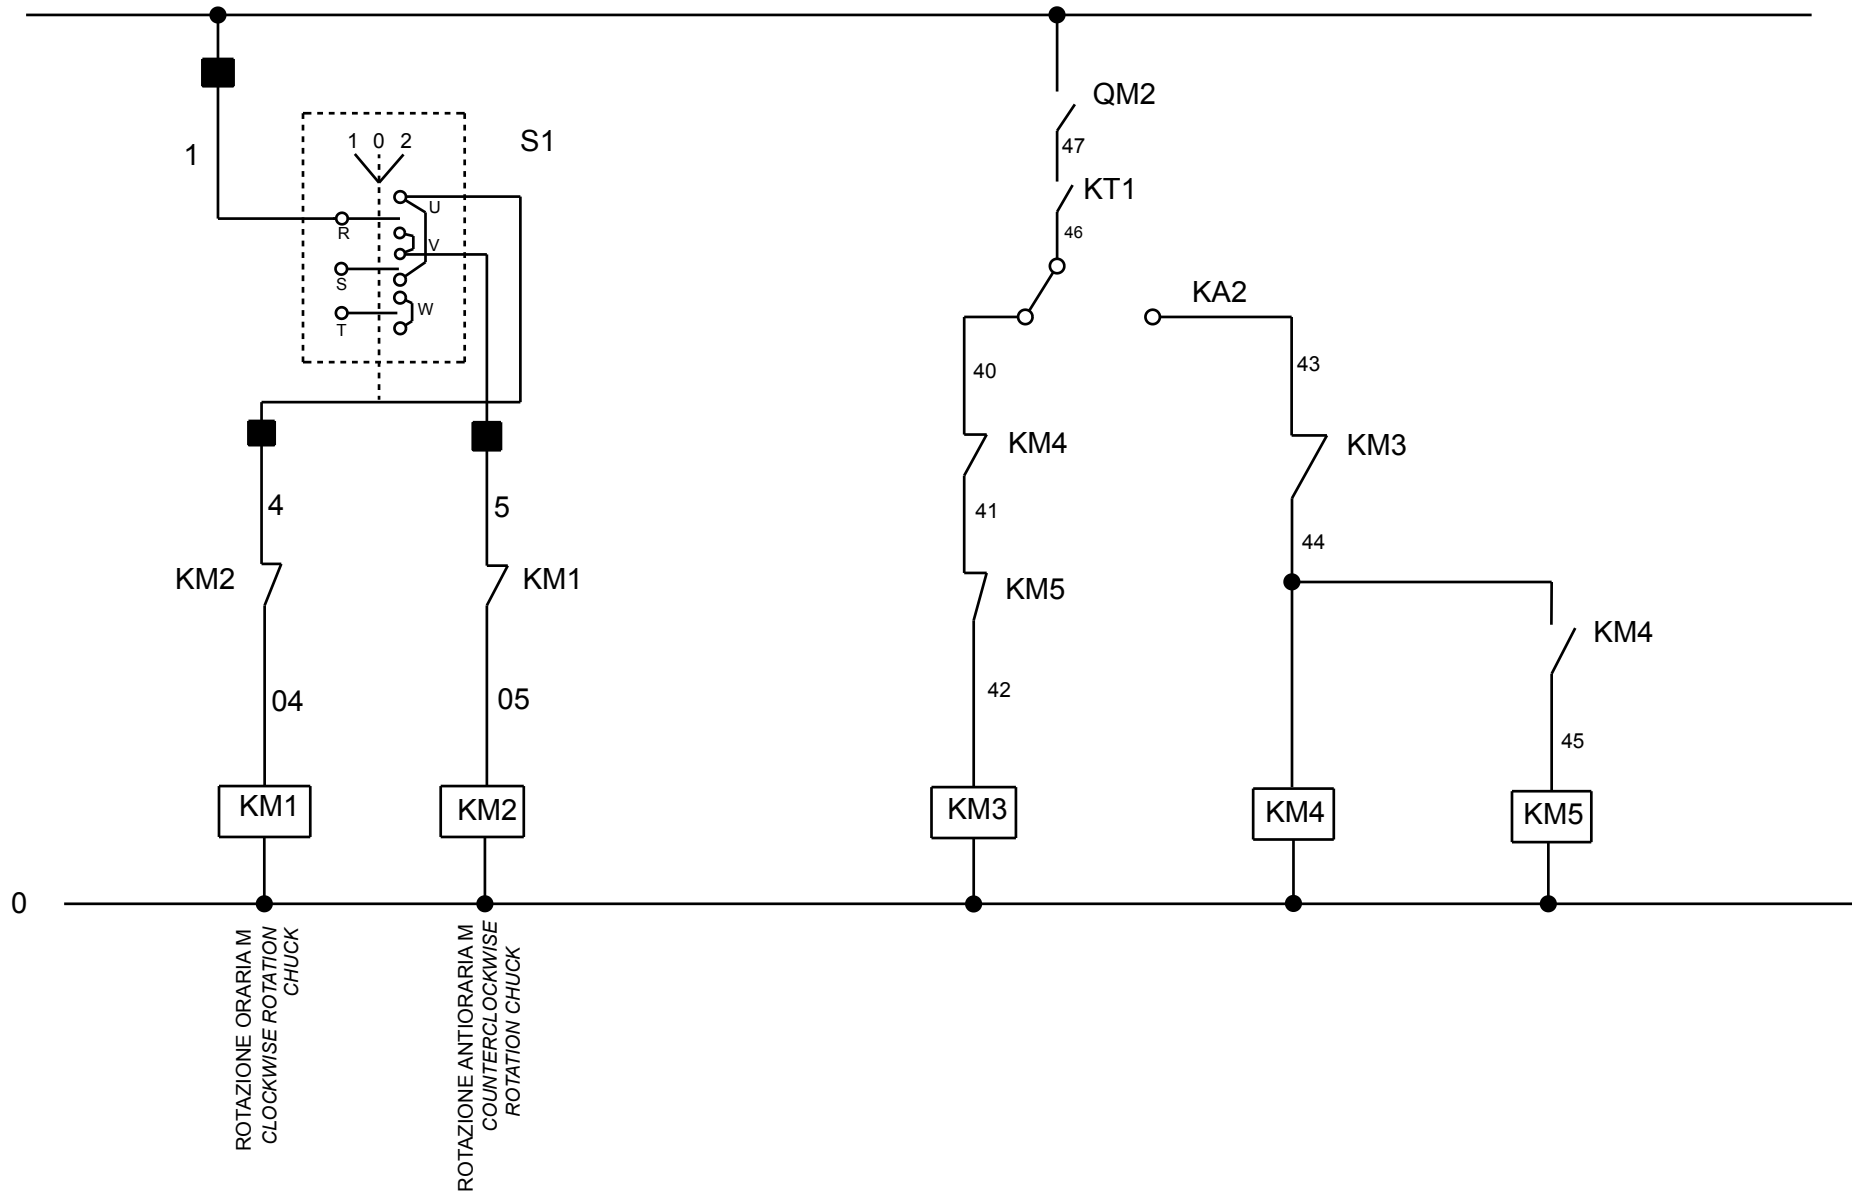 QM2
1 0 2
S1
1
47
KT1
U
R
46
V
S
KA2
W
T
40
43
KM4
KM3
4
5
41
44
KM2
KM1
KM5
KM4
04
05
42
45
KM1
KM2
KM3
KM4
KM5
0
ROTAZIONE ORARIA M
CLOCKWISE ROTATION
CHUCK
ROTAZIONE ANTIORARIA M
COUNTERCLOCKWISE
ROTATION CHUCK